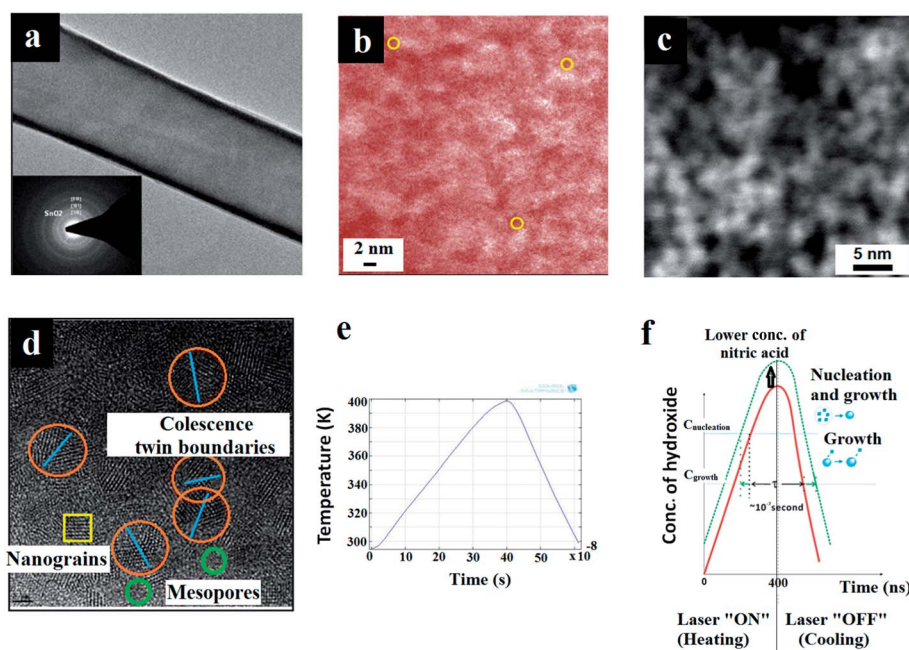 a
SnO2
b
2 nm
c
5 nm
d
Colescence
twin boundaries
Nanograins
Mesopores
e
Temperature (K)
400
380
360
340
320
300
0
10
20
30
40
50
x 10
-8
Time (s)
f
Lower conc. of
nitric acid
Nucleation
and growth
Growth
Cnucleation
Cgrowth
τ
Conc. of hydroxide
0
400
Time (ns)
Laser "ON"
(Heating)
Laser "OFF"
(Cooling)